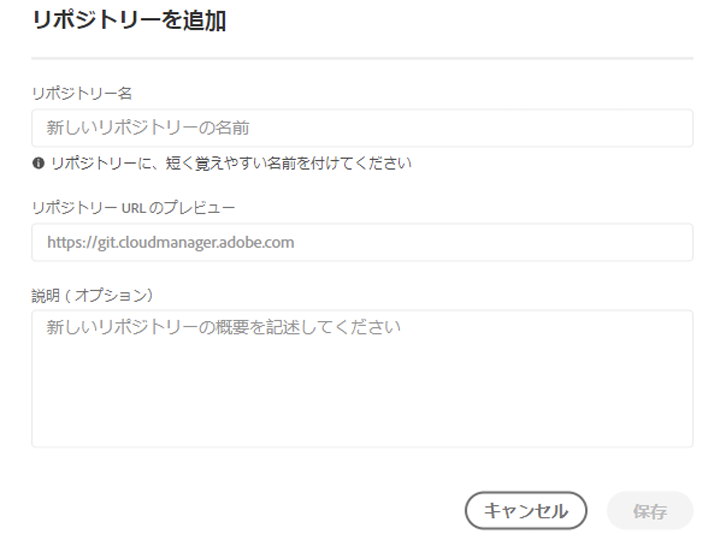 リポジトリーを追加
リポジトリー名
新しいリポジトリーの名前
リポジトリーに、短く覚えやすい名前を付けてください
リポジトリー URL のプレビュー
https://git.cloudmanager.adobe.com
説明 ( オプション)
新しいリポジトリーの概要を記述してください
キャンセル
保存